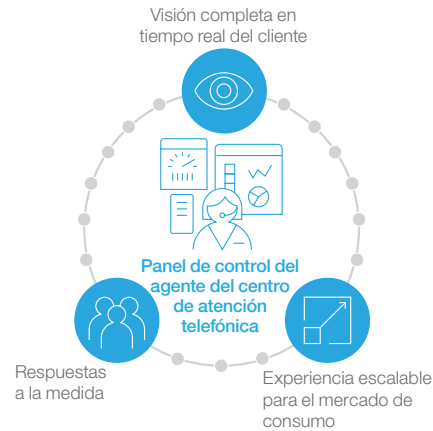 Visión completa en
tiempo real del cliente
Panel de control del
agente del centro
de atención
telefónica
Respuestas
a la medida
Experiencia escalable
para el mercado de
consumo